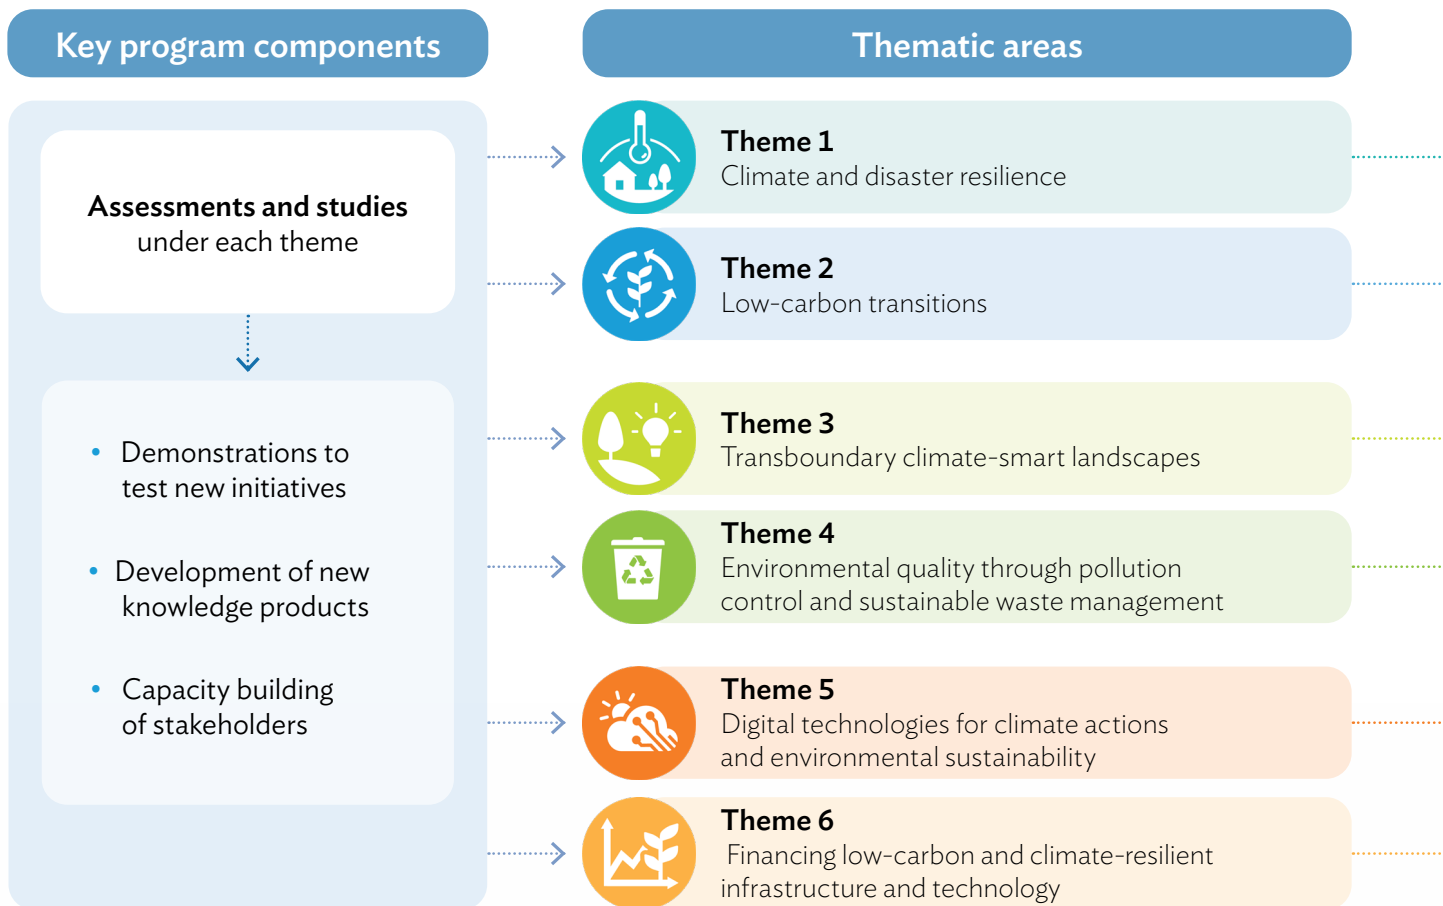 Key program components
Assessments and studies
under each theme
• Demonstrations to
test new initiatives
• Development of new
knowledge products
• Capacity building
of stakeholders
Thematic areas
Theme 1
Climate and disaster resilience
Theme 2
Low-carbon transitions
Theme 3
Transboundary climate-smart landscapes
Theme 4
Environmental quality through pollution
control and sustainable waste management
Theme 5
Digital technologies for climate actions
and environmental sustainability
Theme 6
Financing low-carbon and climate-resilient
infrastructure and technology